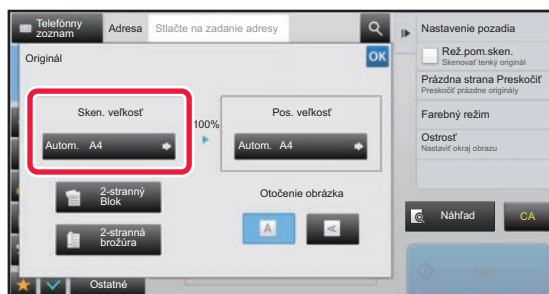 Telefónny
zoznam
Adresa
Stlačte na zadanie adresy
Originál
OK
Sken. veľkosť
100%
Pos. veľkosť
Autom. A4
Autom. A4
2-stranný
Blok
2-stranná
brožúra
Otočenie obrázka
A
A
Ostatné
Nastavenie pozadia
Rež.pom.sken.
Skenovať tenký originál
Prázdna strana Preskočiť
Preskočiť prázdne originály
Farebný režim
Ostrosť
Nastaviť okraj obrazu
Náhľad
CA
Štart